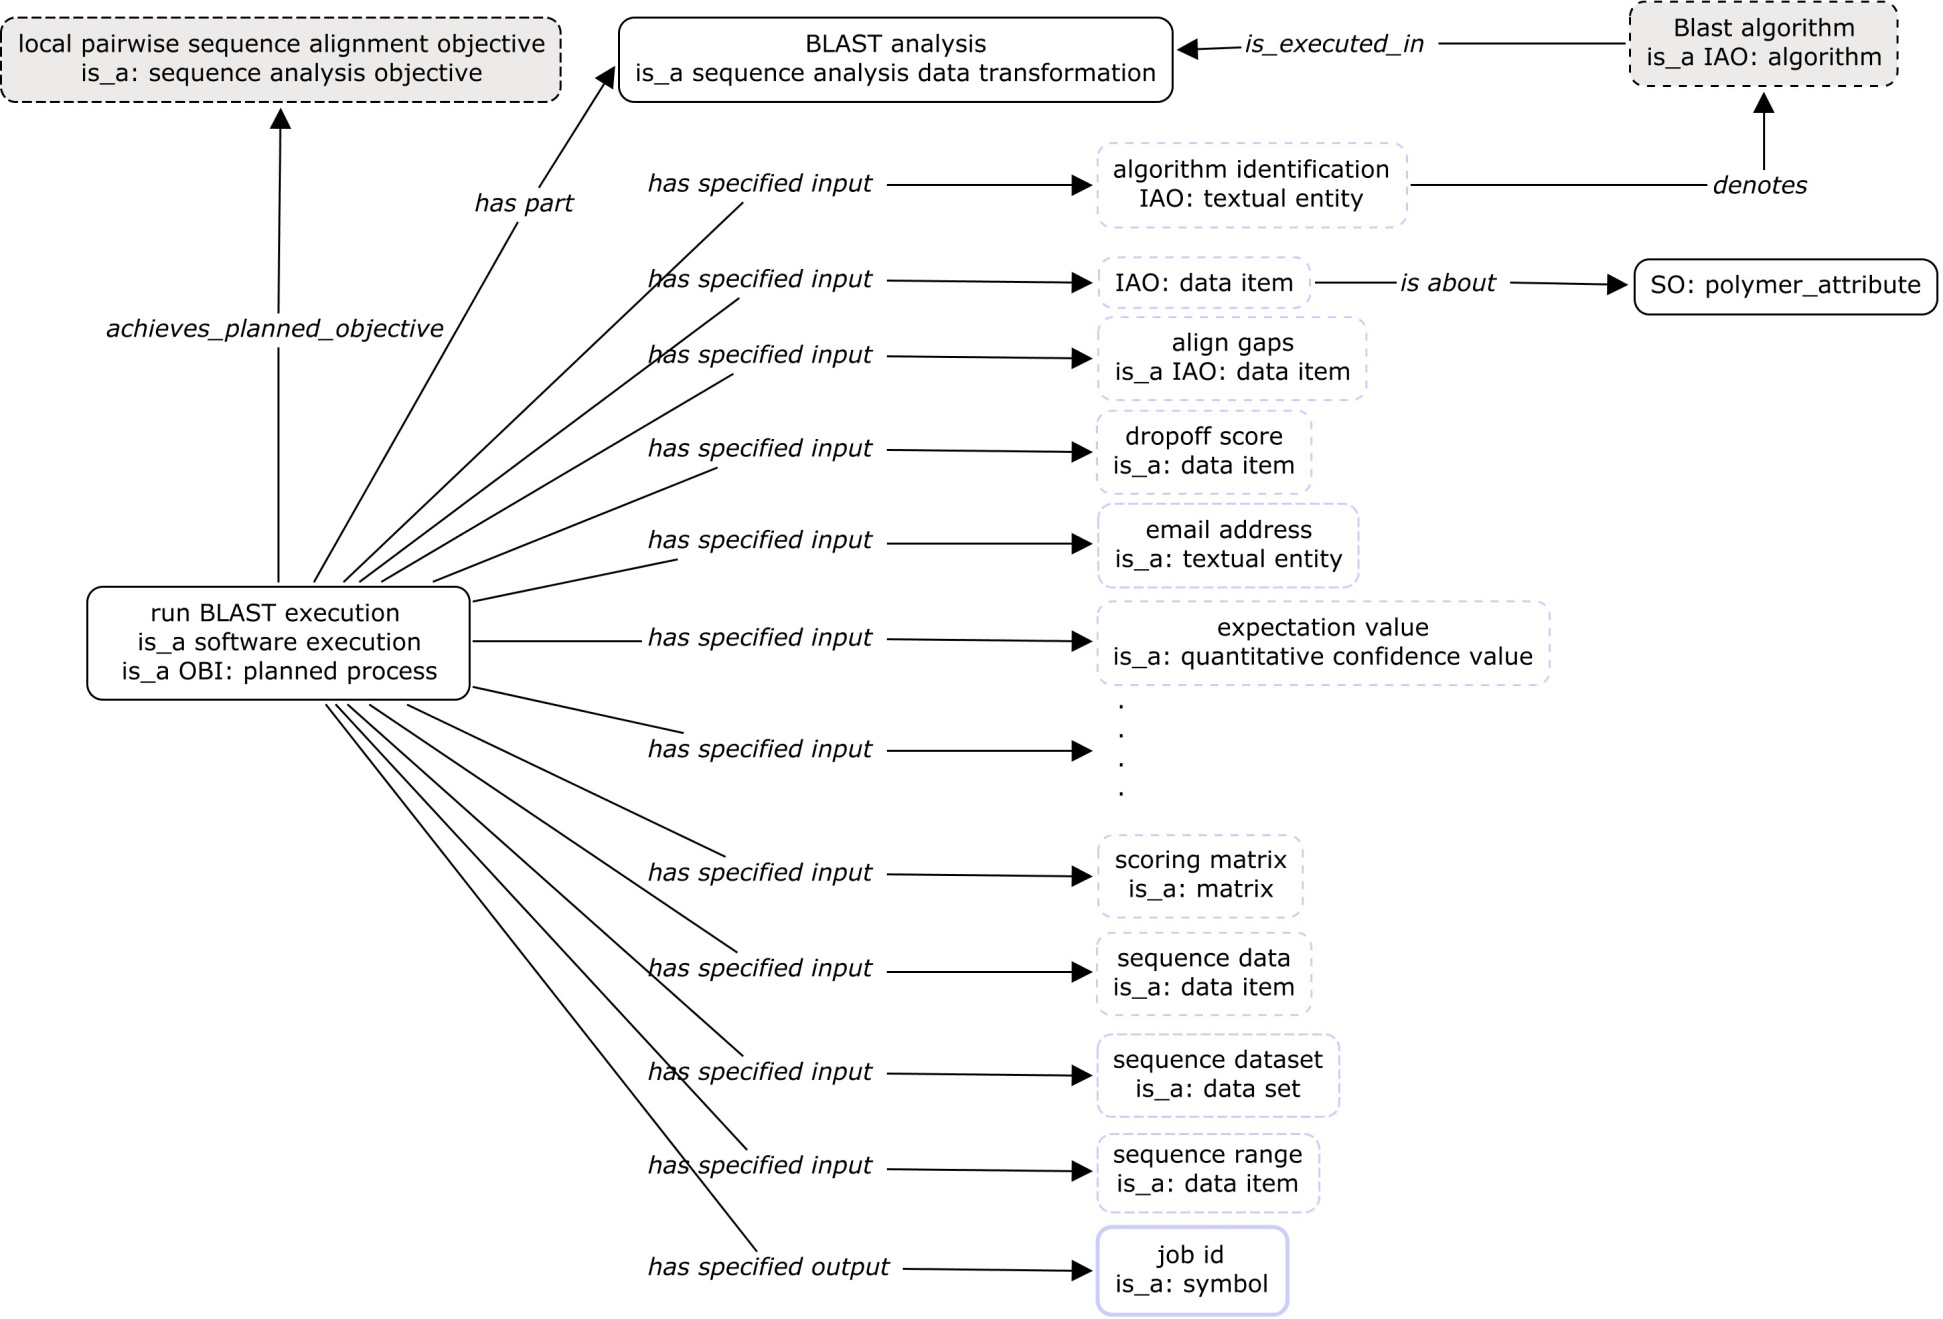 local pairwise sequence alignment objective
is_a: sequence analysis objective
BLAST analysis
is_a sequence analysis data transformation
is_executed_in
Blast algorithm
is_a IAO: algorithm
has part
has specified input
algorithm identification
IAO: textual entity
denotes
has specified input
IAO: data item
is about
SO: polymer_attribute
achieves_planned_objective
has specified input
align gaps
is_a IAO: data item
has specified input
dropoff score
is_a: data item
has specified input
email address
is_a: textual entity
run BLAST execution
is_a software execution
is_a OBI: planned process
has specified input
expectation value
is_a: quantitative confidence value
has specified input
.
.
.
.
has specified input
scoring matrix
is_a: matrix
has specified input
sequence data
is_a: data item
has specified input
sequence dataset
is_a: data set
has specified input
sequence range
is_a: data item
has specified output
job id
is_a: symbol